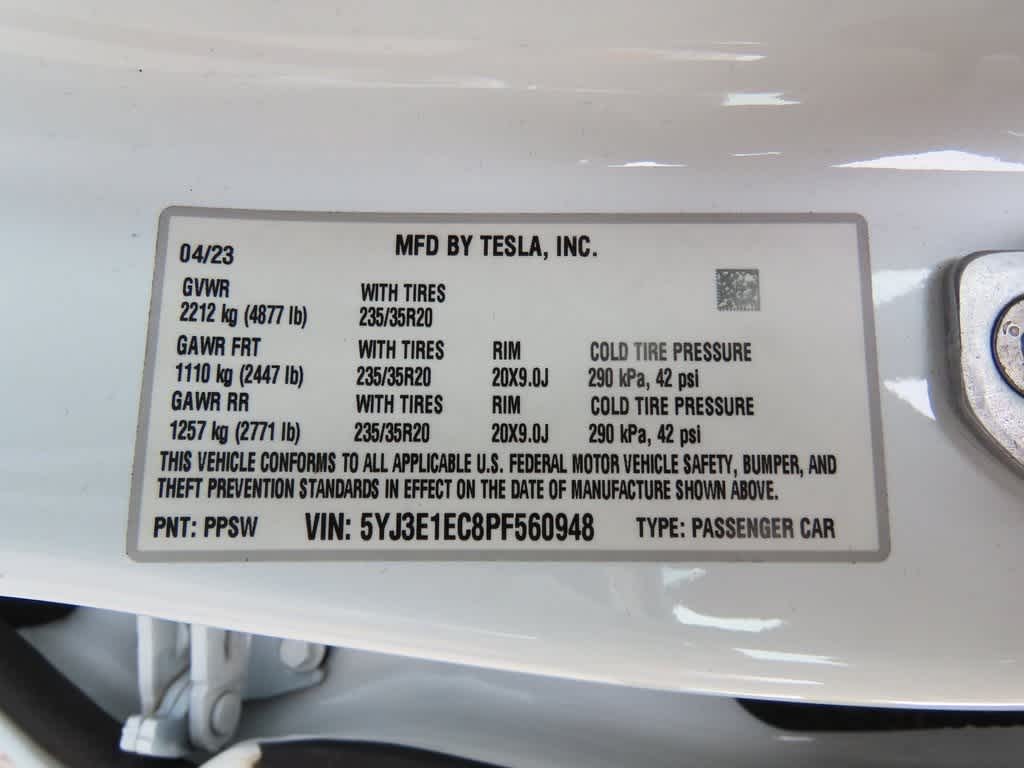 04/23 MFD BY TESLA, INC.
GVWR WITH TIRES
2212 kg (4877 lb) 235/35R20
GAWR FRT WITH TIRES RIM COLD TIRE PRESSURE
1110 kg (2447 lb) 235/35R20 20X9.0J 290 kPa, 42 psi
GAWR RR WITH TIRES RIM COLD TIRE PRESSURE
1257 kg (2771 lb) 235/35R20 20X9.0J 290 kPa, 42 psi
THIS VEHICLE CONFORMS TO ALL APPLICABLE U.S. FEDERAL MOTOR VEHICLE SAFETY, BUMPER, AND
THEFT PREVENTION STANDARDS IN EFFECT ON THE DATE OF MANUFACTURE SHOWN ABOVE.
PNT: PPSW VIN: 5YJ3E1EC8PF560948 TYPE: PASSENGER CAR